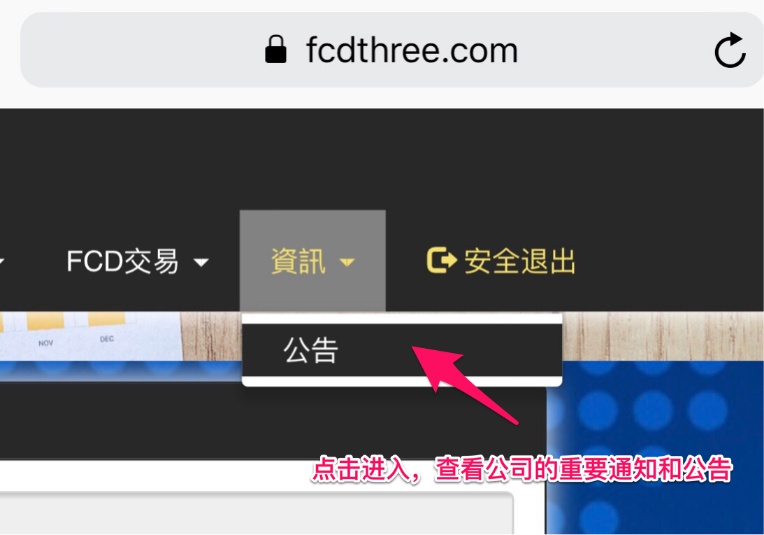 fcdthree.com
FCD交易
資訊
安全退出
NOV
DEC
公告
点击进入，查看公司的重要通知和公告